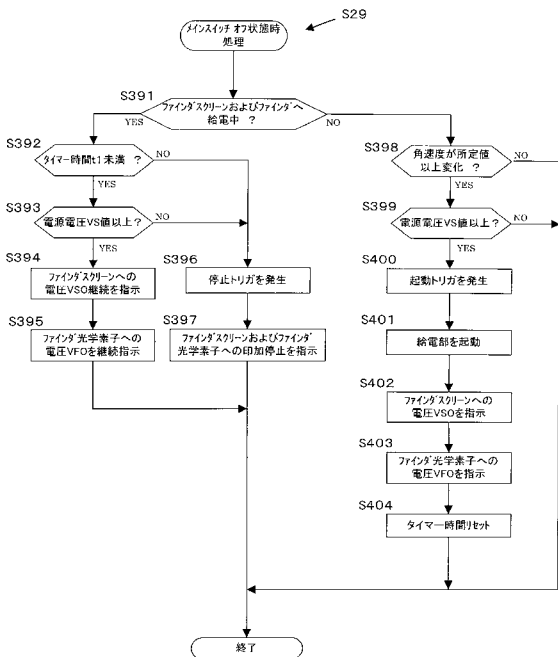 メインスイッチ オフ状態時
処理
S29
S391
ファインダスクリーンおよびファインダへ
給電中 ?
YES
NO
S392
タイマー時間t1 未満 ?
NO
YES
S393
電源電圧VS値以上?
NO
YES
S394
ファインダスクリーンへの
電圧VSO継続を指示
S395
ファインダ光学素子への
電圧VFOを継続指示
S396
停止トリガを発生
S397
ファインダスクリーンおよびファインダ
光学素子への印加停止を指示
S398
角速度が所定値
以上変化 ?
NO
YES
S399
電源電圧VS値以上?
NO
YES
S400
起動トリガを発生
S401
給電部を起動
S402
ファインダスクリーンへの
電圧VSOを指示
S403
ファインダ光学素子への
電圧VFOを指示
S404
タイマー時間リセット
終了